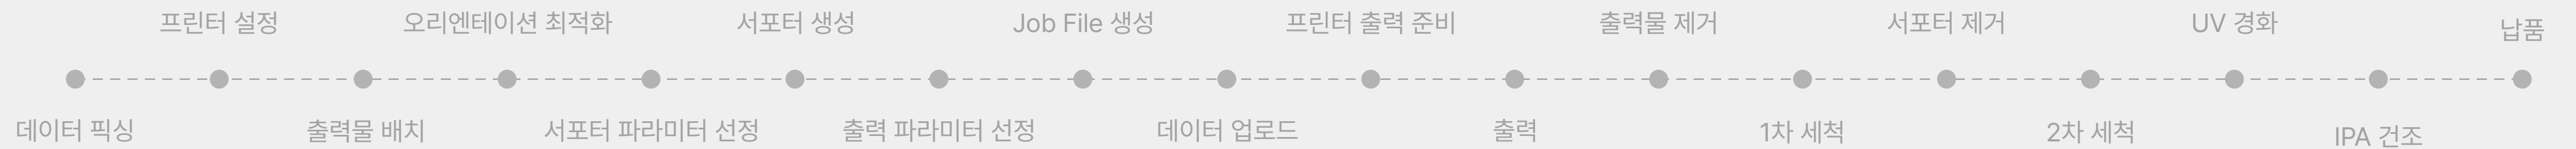 프린터 설정
오리엔테이션 최적화
서포터 생성
Job File 생성
프린터 출력 준비
출력물 제거
서포터 제거
UV 경화
납품
데이터 픽싱
출력물 배치
서포터 파라미터 선정
출력 파라미터 선정
데이터 업로드
출력
1차 세척
2차 세척
IPA 건조